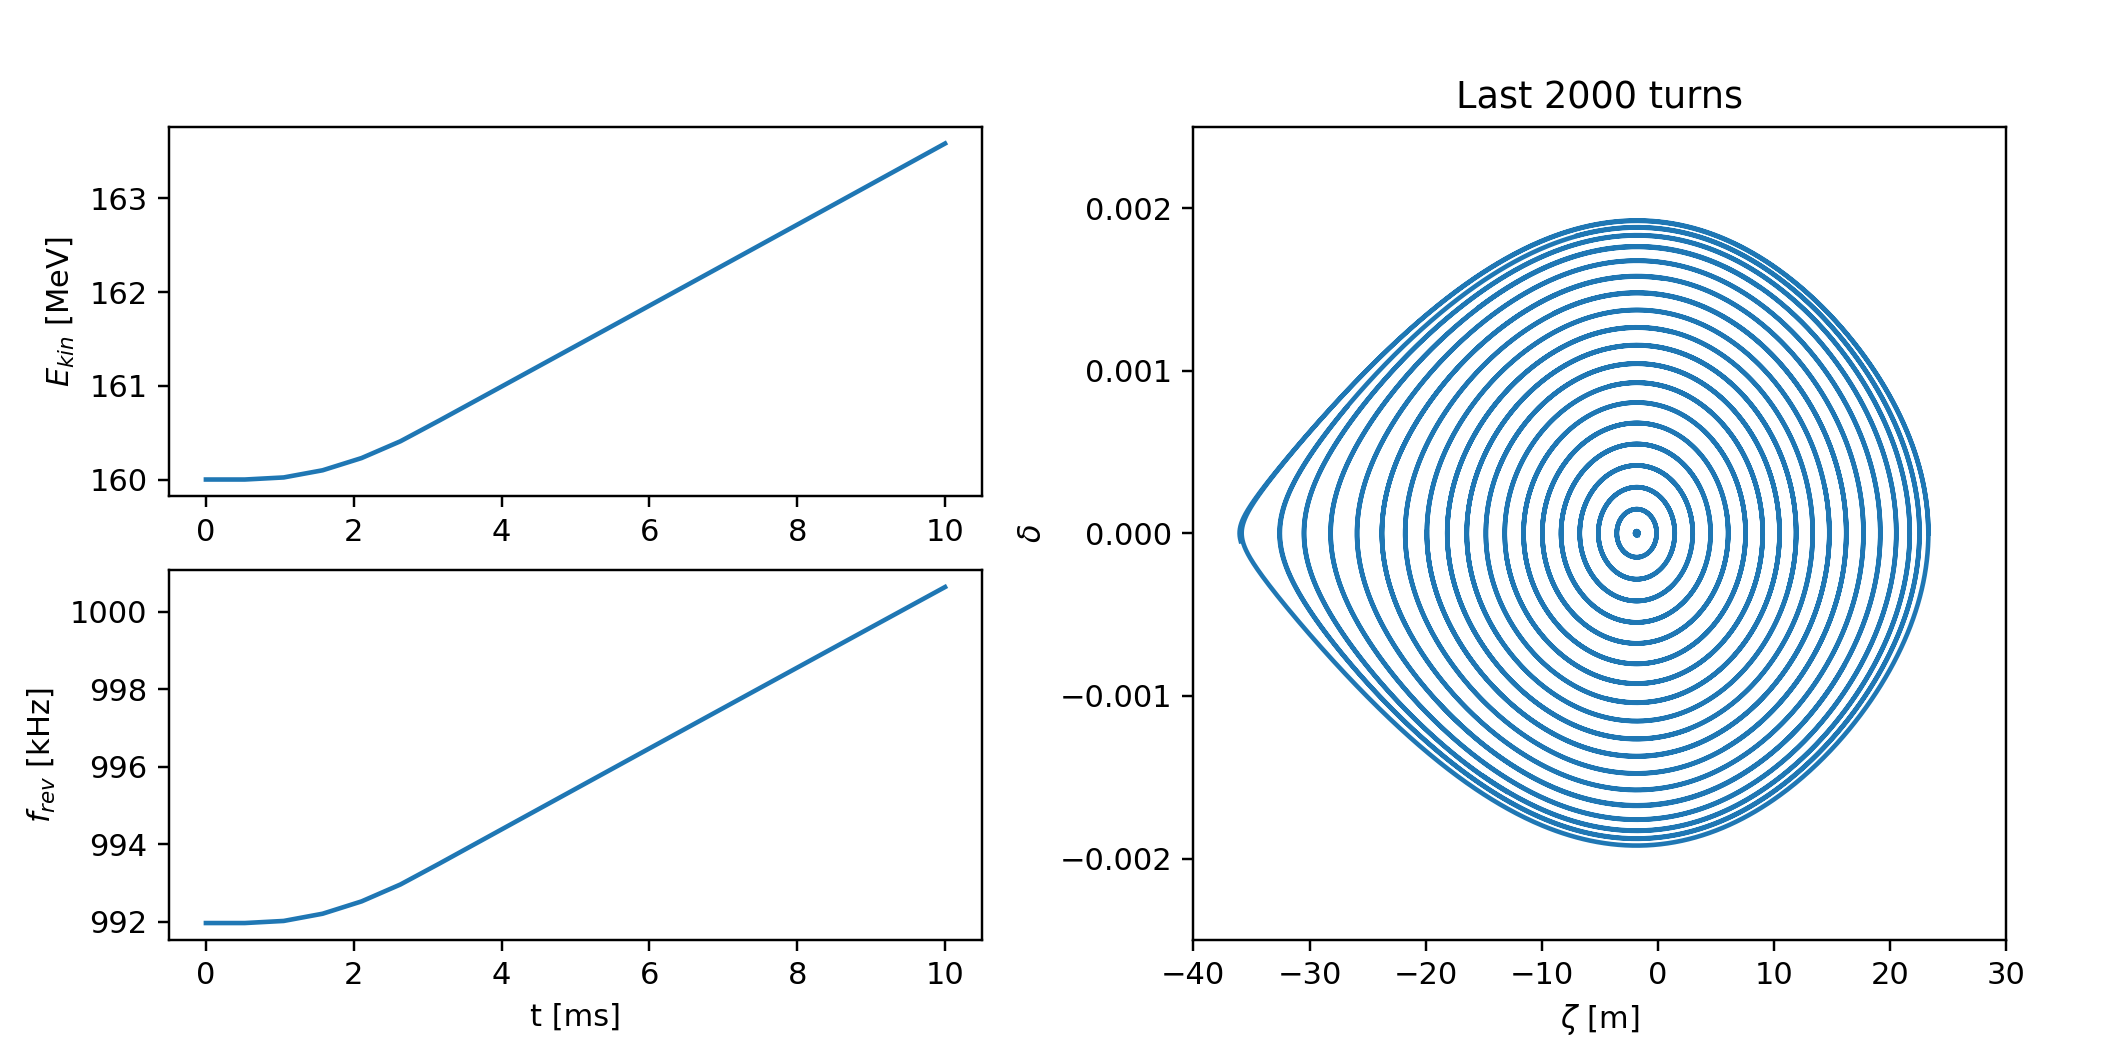 E_kin [MeV]
163
162
161
160
0 2 4 6 8 10
f_rev [kHz]
1000
998
996
994
992
0 2 4 6 8 10
t [ms]
Last 2000 turns
δ
0.002
0.001
0.000
−0.001
−0.002
−40 −30 −20 −10 0 10 20 30
ζ [m]